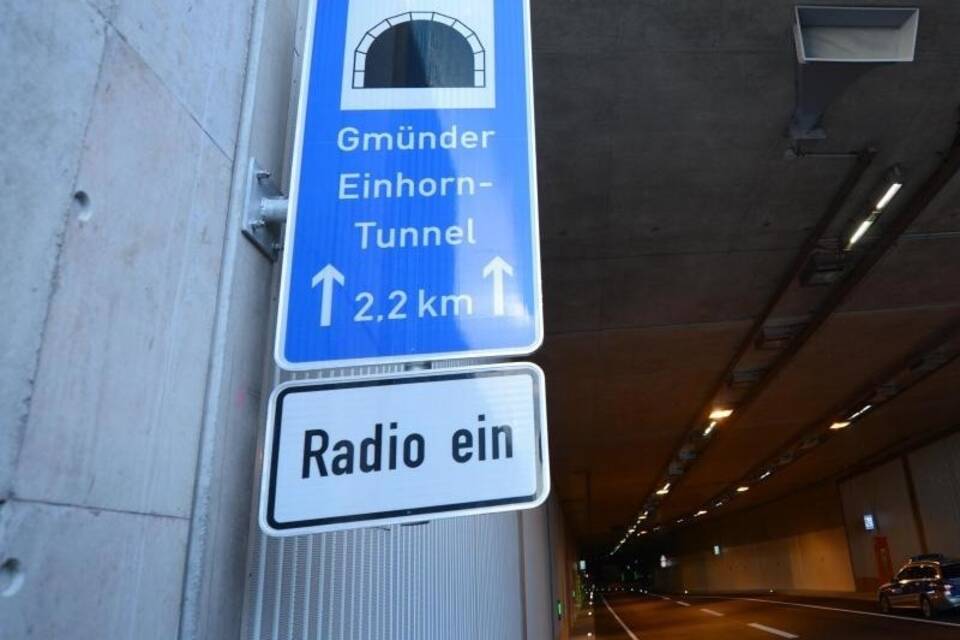 Gmünder
Einhorn-
Tunnel
2,2 km
Radio ein